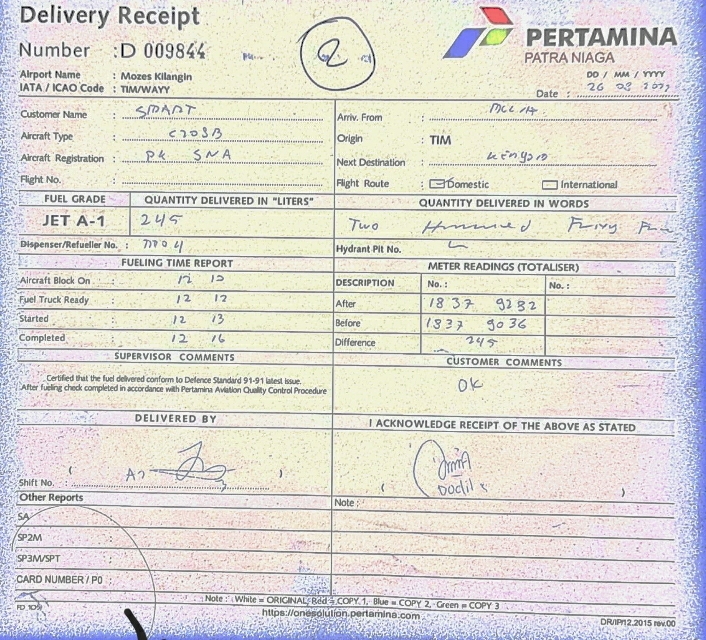 Delivery Receipt
PERTAMINA
PATRA NIAGA
Number : D 009844
2
Airport Name : Mozes Kilangin
IATA / ICAO Code : TIM/WAYY
DD / MM / YYYY
Date : 26 03
Customer Name : SMART
Arriv. From :
Aircraft Type : C208B
Origin : TIM
Aircraft Registration : PK SNA
Next Destination : Kenyam
Flight No. :
Flight Route : Domestic International
FUEL GRADE QUANTITY DELIVERED IN "LITERS"
QUANTITY DELIVERED IN WORDS
JET A-1 245
Two Hundred Forty Five
Dispenser/Refueller No. :
Hydrant Pit No.
FUELING TIME REPORT
METER READINGS (TOTALISER)
Aircraft Block On : 12 10
DESCRIPTION No. : No. :
Fuel Truck Ready : 12 12
After 1837 9282
Started : 12 13
Before 1837 9036
Completed : 12 16
Difference 245
SUPERVISOR COMMENTS
CUSTOMER COMMENTS
Certified that the fuel delivered conform to Defence Standard 91-91 latest issue.
After fueling check completed in accordance with Pertamina Aviation Quality Control Procedure
OK
DELIVERED BY
I ACKNOWLEDGE RECEIPT OF THE ABOVE AS STATED
Shift No. :
Other Reports
Note :
SA
SP2M
SP3M/SPT
CARD NUMBER / P0
Note : White = ORIGINAL, Red = COPY 1, Blue = COPY 2, Green = COPY 3
https://onesolution.pertamina.com
DR/IP/12.2015 rev.00